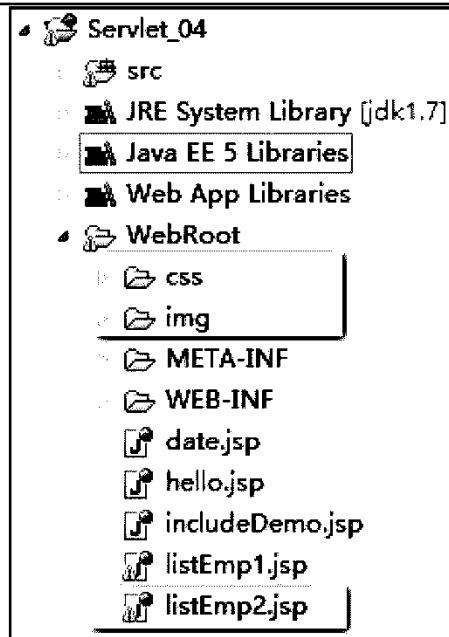 Servlet_04
src
JRE System Library [jdk1.7]
Java EE 5 Libraries
Web App Libraries
WebRoot
css
img
META-INF
WEB-INF
date.jsp
hello.jsp
includeDemo.jsp
listEmp1.jsp
listEmp2.jsp